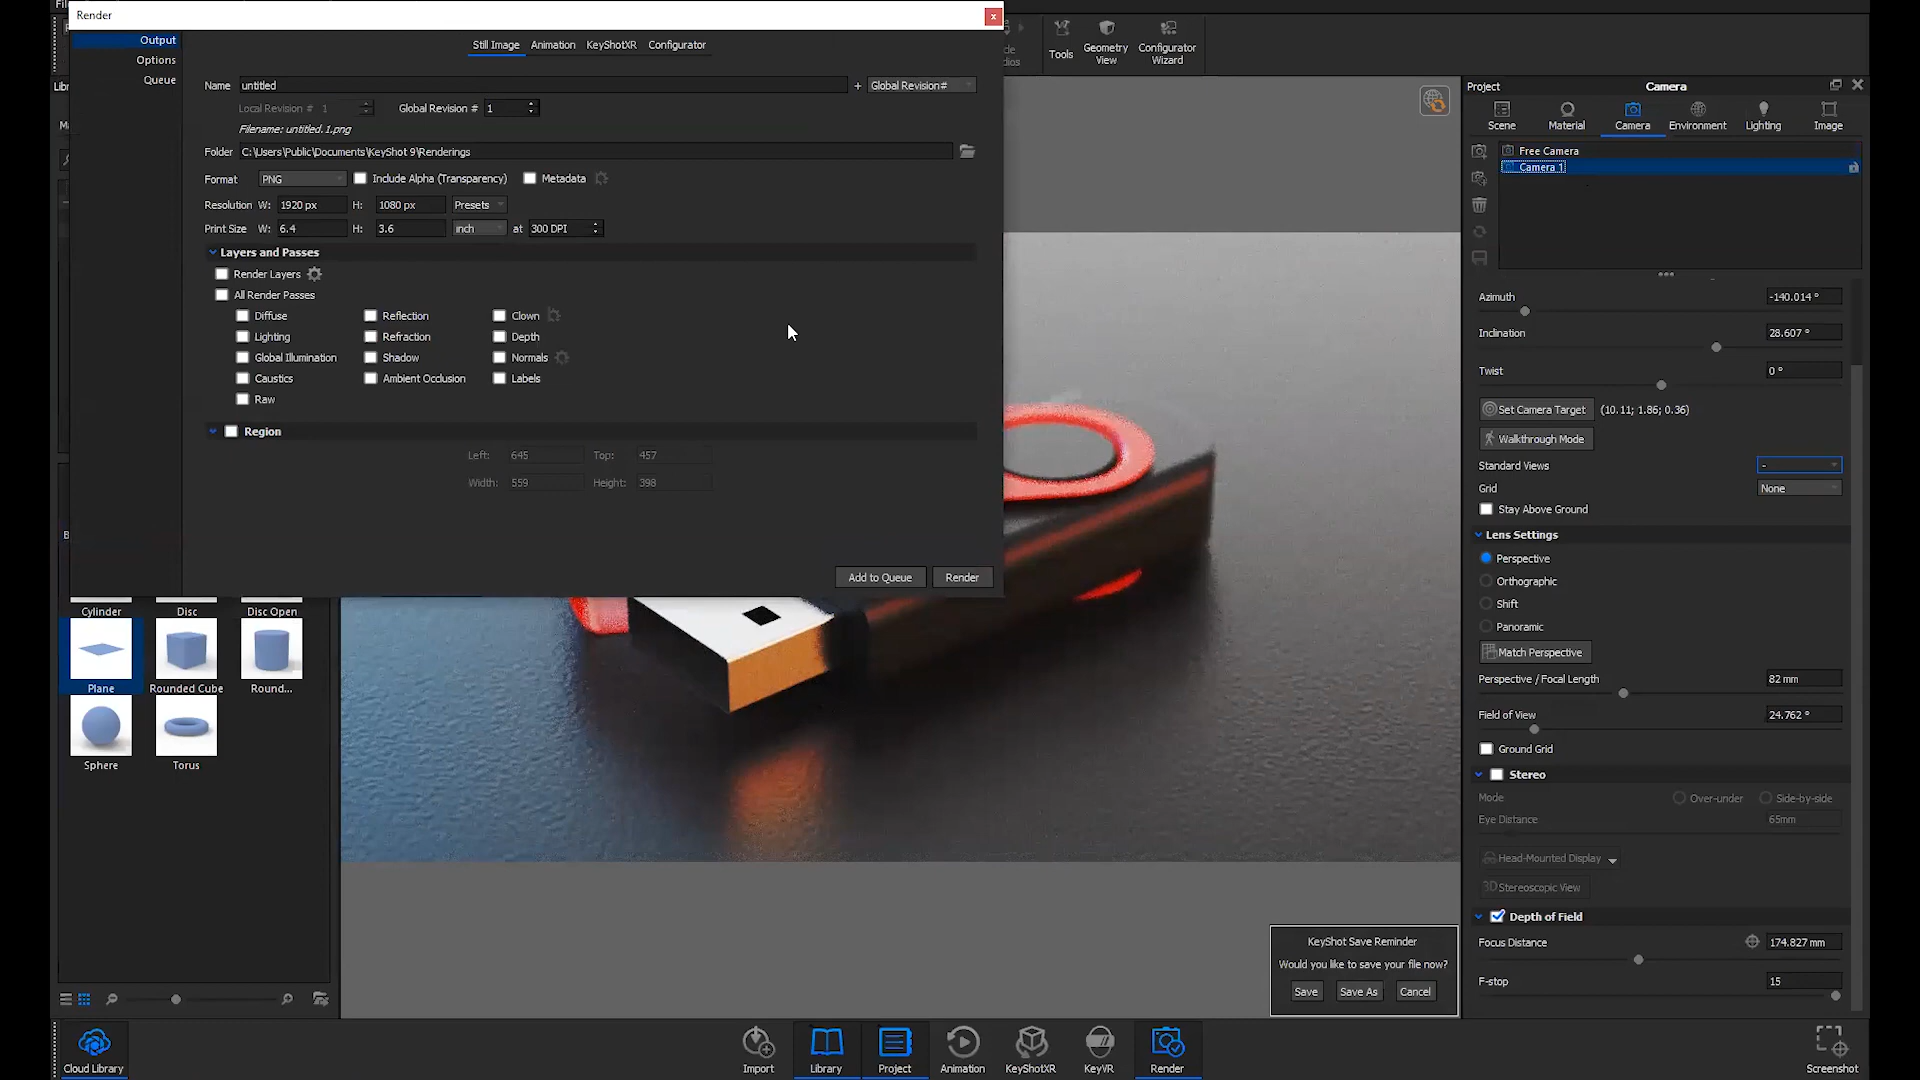 Render
Output
Options
Queue
Still Image
Animation
KeyShotXR
Configurator
Name
untitled
+
Global Revision#
Local Revision #
1
Global Revision #
1
Filename: untitled.1.png
Folder
C:\Users\Public\Documents\KeyShot 9\Renderings
Format
PNG
Include Alpha (Transparency)
Metadata
Resolution W:
1920 px
H:
1080 px
Presets
Print Size W:
6.4
H:
3.6
inch
at
300 DPI
Layers and Passes
Render Layers
All Render Passes
Diffuse
Reflection
Clown
Lighting
Refraction
Depth
Global Illumination
Shadow
Normals
Caustics
Ambient Occlusion
Labels
Raw
Region
Left:
645
Top:
457
Width:
559
Height:
398
Add to Queue
Render
Tools
Geometry
View
Configurator
Wizard
Project
Camera
Scene
Material
Camera
Environment
Lighting
Image
Free Camera
Camera 1
Azimuth
-140.014 °
Inclination
28.607 °
Twist
0 °
Set Camera Target
(10.11; 1.86; 0.36)
Walkthrough Mode
Standard Views
-
Grid
None
Stay Above Ground
Lens Settings
Perspective
Orthographic
Shift
Panoramic
Match Perspective
Perspective / Focal Length
82 mm
Field of View
24.762 °
Ground Grid
Stereo
Mode
Over-under
Side-by-side
Eye Distance
65mm
Head-Mounted Display
3D Stereoscopic View
Depth of Field
Focus Distance
174.827 mm
F-stop
15
Cylinder
Disc
Disc Open
Plane
Rounded Cube
Round...
Sphere
Torus
KeyShot Save Reminder
Would you like to save your file now?
Save
Save As
Cancel
Cloud Library
Import
Library
Project
Animation
KeyShotXR
KeyVR
Render
Screenshot